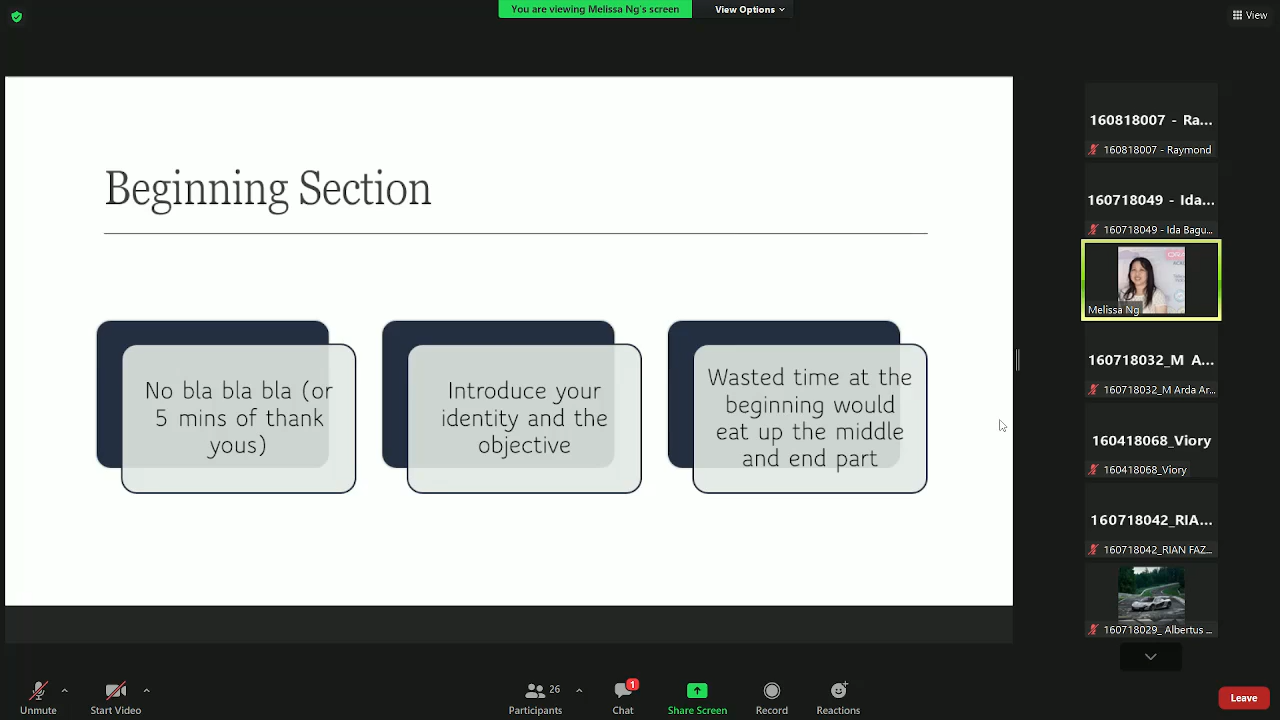 You are viewing Melissa Ng's screen
View Options
View
Beginning Section
No bla bla bla (or
5 mins of thank
yous)
Introduce your
identity and the
objective
Wasted time at the
beginning would
eat up the middle
and end part
160818007 - Ra...
160818007 - Raymond
160718049 - Ida...
160718049 - Ida Bagu...
Melissa Ng
160718032_M A...
160718032_M Arda Ar...
160418068_Viory
160418068_Viory
160718042_RIA...
160718042_RIAN FAZ...
160718029_ Albertus ...
Unmute
Start Video
26
Participants
1
Chat
Share Screen
Record
Reactions
Leave